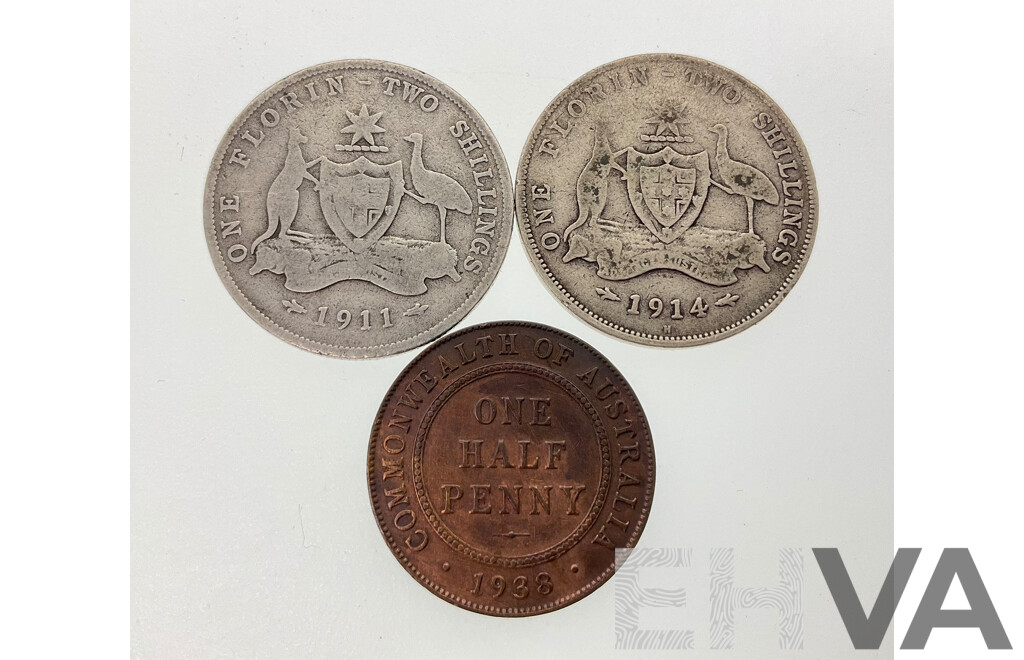 ONE FLORIN - TWO SHILLINGS
1911
ONE FLORIN - TWO SHILLINGS
1914
H
COMMONWEALTH OF AUSTRALIA
ONE
HALF
PENNY
1938
EHVA